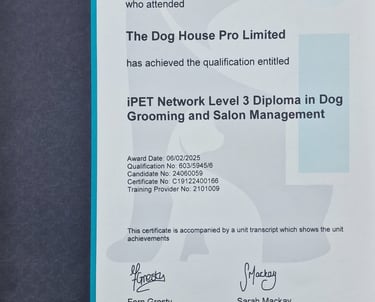 who attended
The Dog House Pro Limited
has achieved the qualification entitled
iPET Network Level 3 Diploma in Dog
Grooming and Salon Management
Award Date: 06/02/2025
Qualification No: 603/5945/6
Candidate No: 24060059
Certificate No: C19122400166
Training Provider No: 2101009
This certificate is accompanied by a unit transcript which shows the unit
achievements
SMackay
Fern Gresty
Sarah Mackay